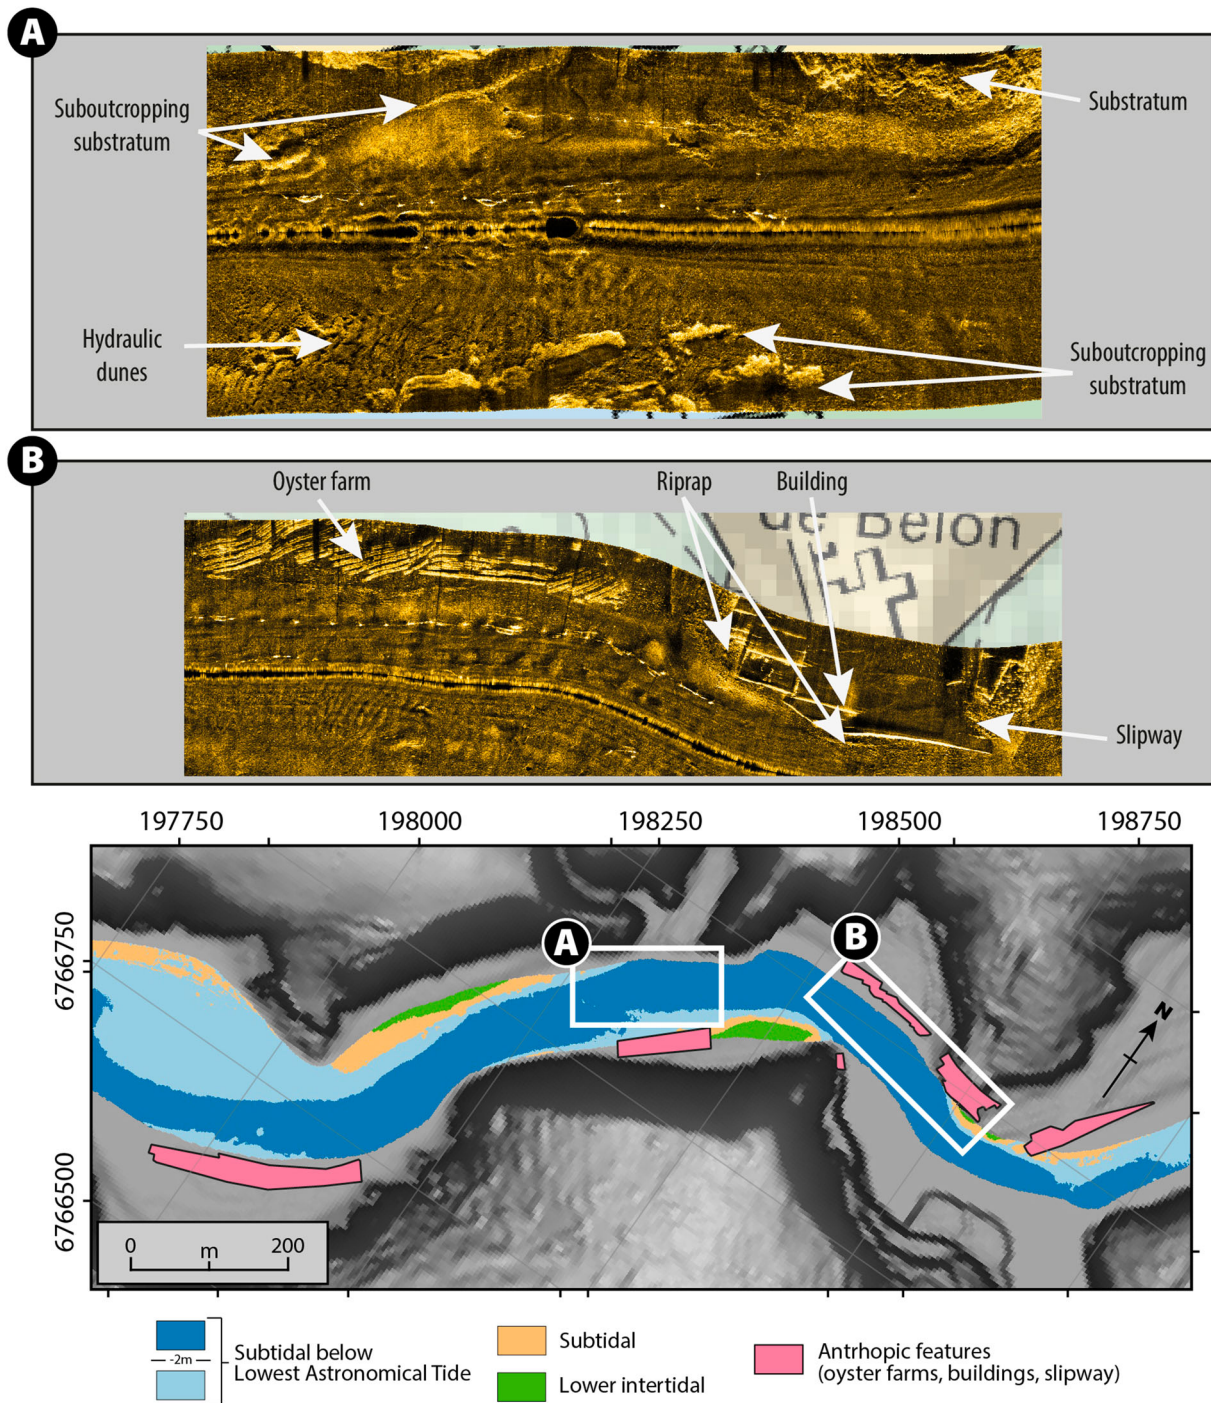 A
Suboutcropping
substratum
Substratum
Hydraulic
dunes
Suboutcropping
substratum
B
Oyster farm
Riprap
Building
de Belon
Slipway
197750
198000
198250
198500
198750
6766750
6766500
A
B
N
0
m
200
-2m
Subtidal below
Lowest Astronomical Tide
Subtidal
Lower intertidal
Antrhopic features
(oyster farms, buildings, slipway)